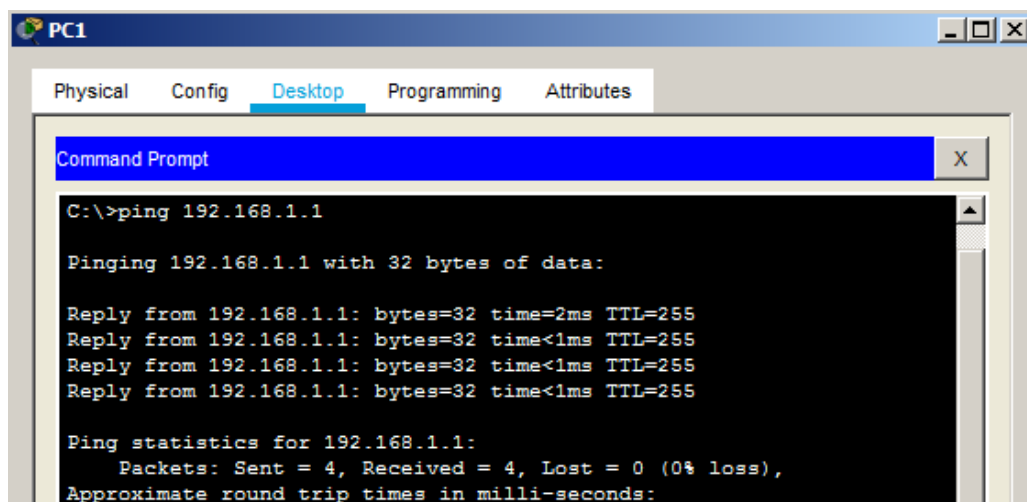 PC1
Physical Config Desktop Programming Attributes
Command Prompt
X
C:\>ping 192.168.1.1
Pinging 192.168.1.1 with 32 bytes of data:
Reply from 192.168.1.1: bytes=32 time=2ms TTL=255
Reply from 192.168.1.1: bytes=32 time<1ms TTL=255
Reply from 192.168.1.1: bytes=32 time<1ms TTL=255
Reply from 192.168.1.1: bytes=32 time<1ms TTL=255
Ping statistics for 192.168.1.1:
Packets: Sent = 4, Received = 4, Lost = 0 (0% loss),
Approximate round trip times in milli-seconds: